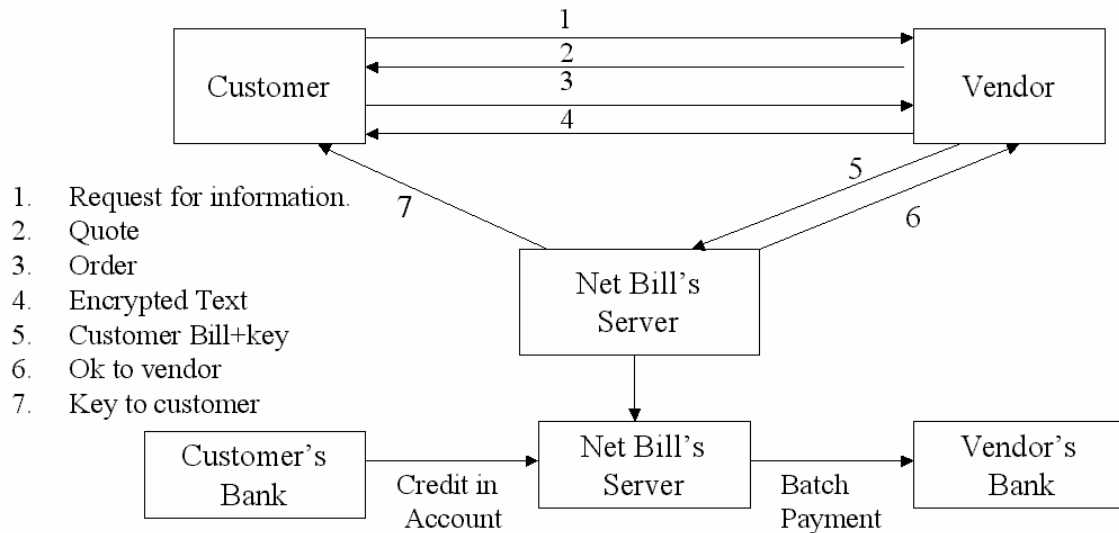 1
2
3
4
Customer
Vendor
5
6
7
1. Request for information.
2. Quote
3. Order
4. Encrypted Text
5. Customer Bill+key
6. Ok to vendor
7. Key to customer
Net Bill's
Server
Customer's
Bank
Credit in
Account
Net Bill's
Server
Batch
Payment
Vendor's
Bank